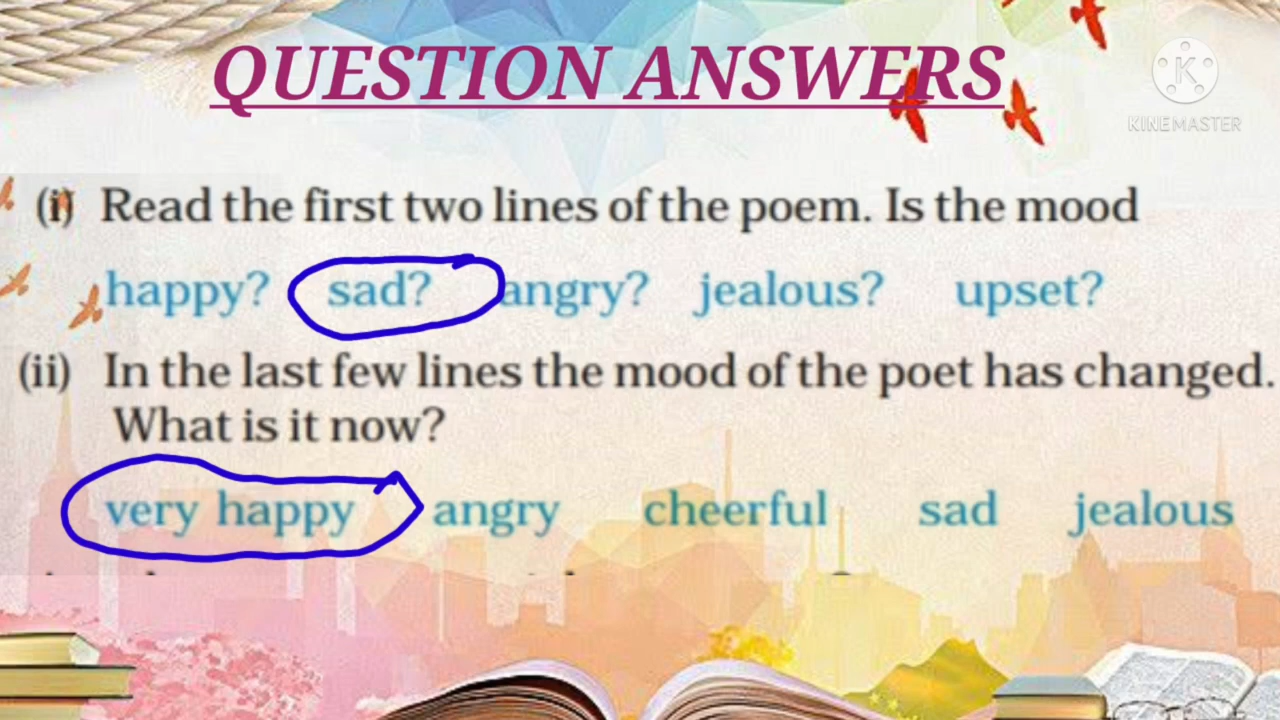 QUESTION ANSWERS
KINEMASTER
(i) Read the first two lines of the poem. Is the mood
happy? sad? angry? jealous? upset?
(ii) In the last few lines the mood of the poet has changed.
What is it now?
very happy angry cheerful sad jealous